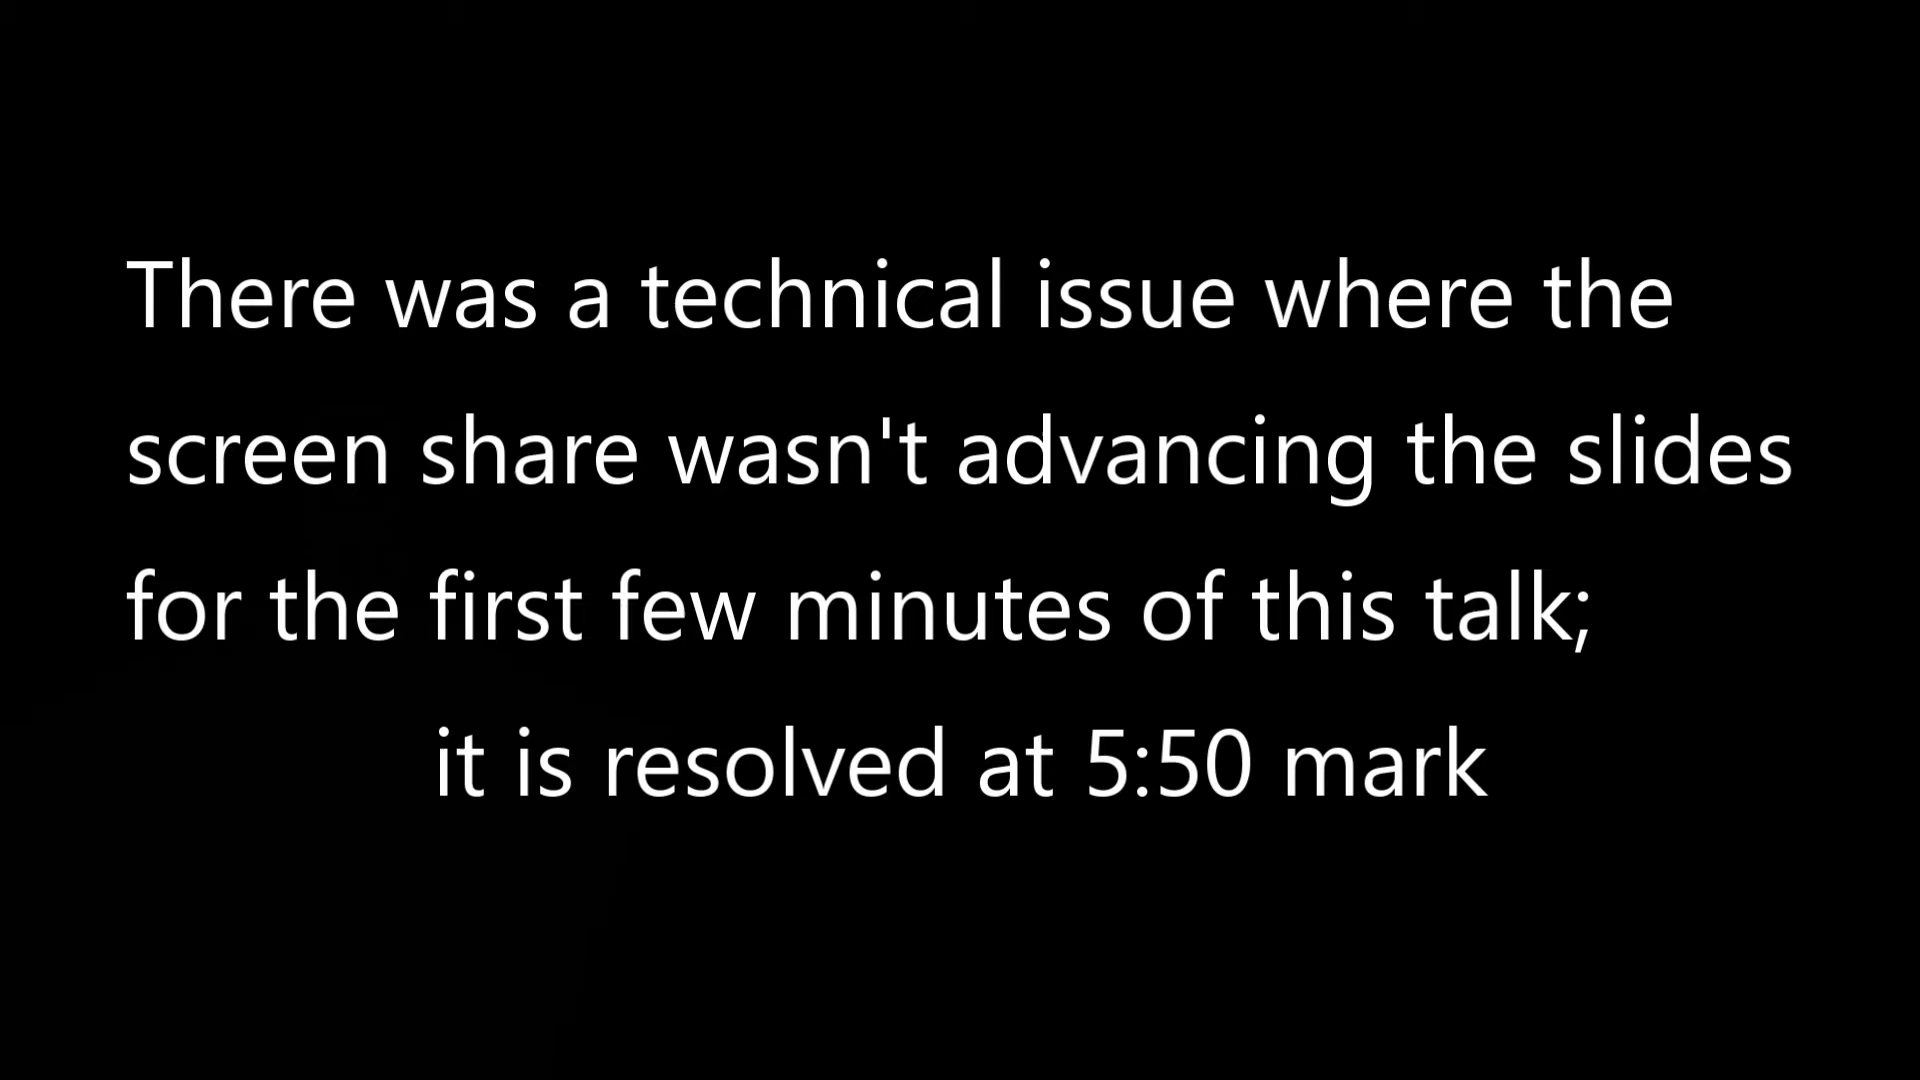 There was a technical issue where the
screen share wasn't advancing the slides
for the first few minutes of this talk;
it is resolved at 5:50 mark